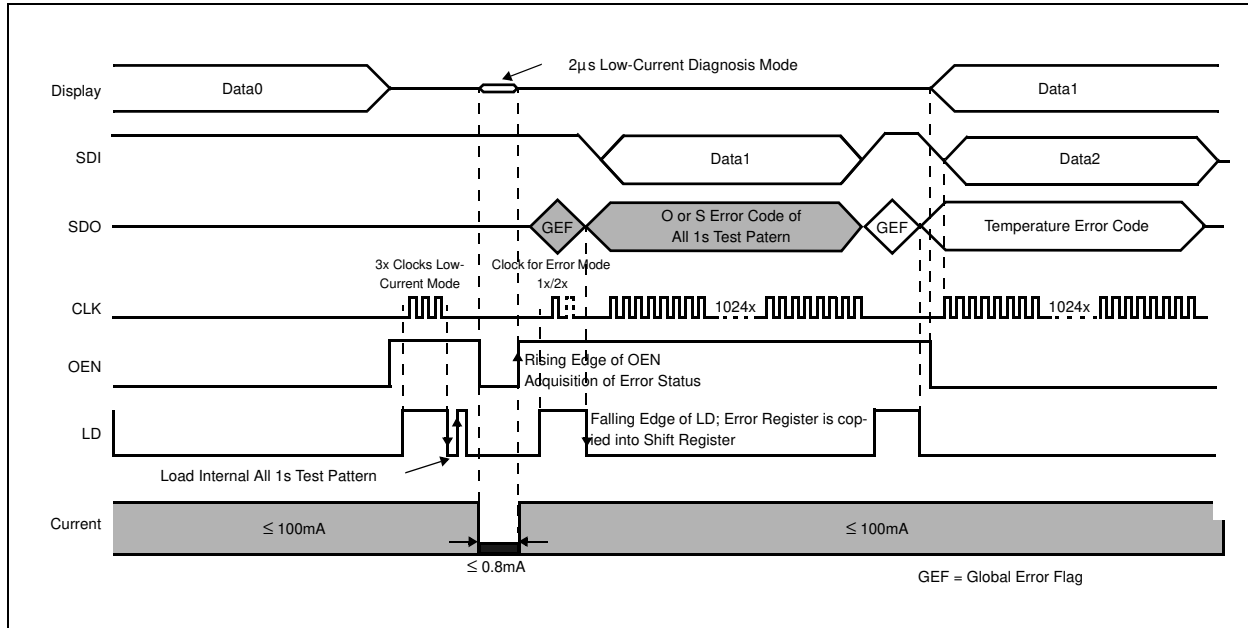 2µs Low-Current Diagnosis Mode
Display
Data0
Data1
SDI
Data1
Data2
SDO
GEF
O or S Error Code of
All 1s Test Patern
GEF
Temperature Error Code
3x Clocks Low-
Current Mode
Clock for Error Mode
1x/2x
CLK
1024x
1024x
OEN
Rising Edge of OEN
Acquisition of Error Status
LD
Falling Edge of LD; Error Register is cop-
ied into Shift Register
Load Internal All 1s Test Pattern
Current
≤ 100mA
≤ 100mA
≤ 0.8mA
GEF = Global Error Flag